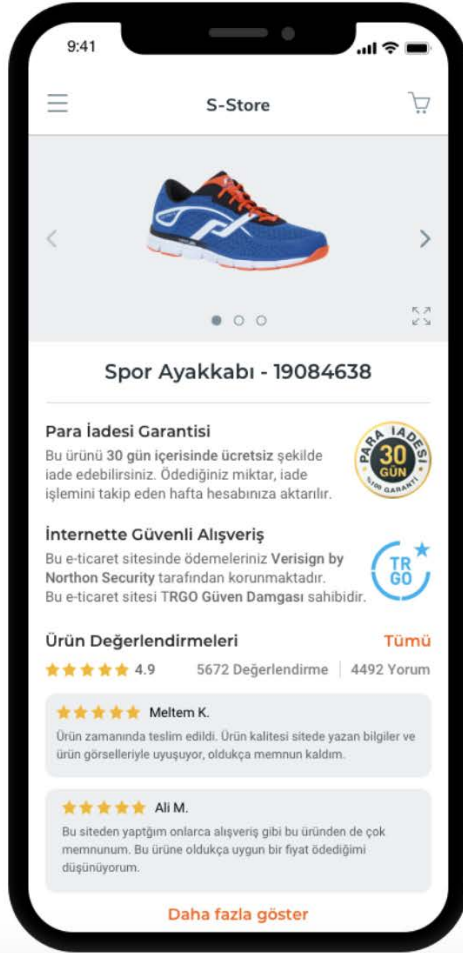 9:41
S-Store
Spor Ayakkabı - 19084638
Para İadesi Garantisi
Bu ürünü 30 gün içerisinde ücretsiz şekilde
iade edebilirsiniz. Ödediğiniz miktar, iade
işlemini takip eden hafta hesabınıza aktarılır.
PARA İADESİ
30
GÜN
%100 GARANTİ
İnternette Güvenli Alışveriş
Bu e-ticaret sitesinde ödemeleriniz Verisign by
Northon Security tarafından korunmaktadır.
Bu e-ticaret sitesi TRGO Güven Damgası sahibidir.
TR
GO
Ürün Değerlendirmeleri Tümü
4.9 5672 Değerlendirme 4492 Yorum
Meltem K.
Ürün zamanında teslim edildi. Ürün kalitesi sitede yazan bilgiler ve
ürün görselleriyle uyuşuyor, oldukça memnun kaldım.
Ali M.
Bu siteden yaptğım onlarca alışveriş gibi bu üründen de çok
memnunum. Bu ürüne oldukça uygun bir fiyat ödediğimi
düşünüyorum.
Daha fazla göster